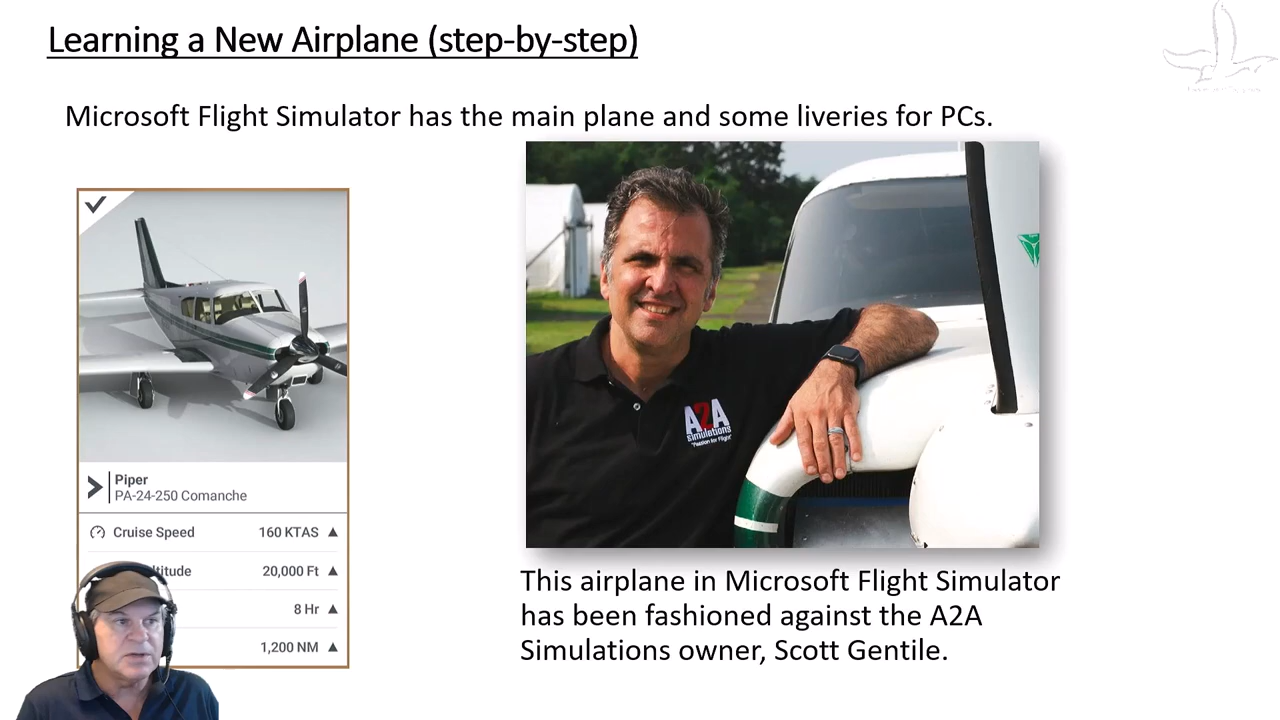 Learning a New Airplane (step-by-step)
Microsoft Flight Simulator has the main plane and some liveries for PCs.
A2A
simulations
"Passion for Flight"
Piper
PA-24-250 Comanche
Cruise Speed 160 KTAS
20,000 Ft
8 Hr
1,200 NM
This airplane in Microsoft Flight Simulator
has been fashioned against the A2A
Simulations owner, Scott Gentile.